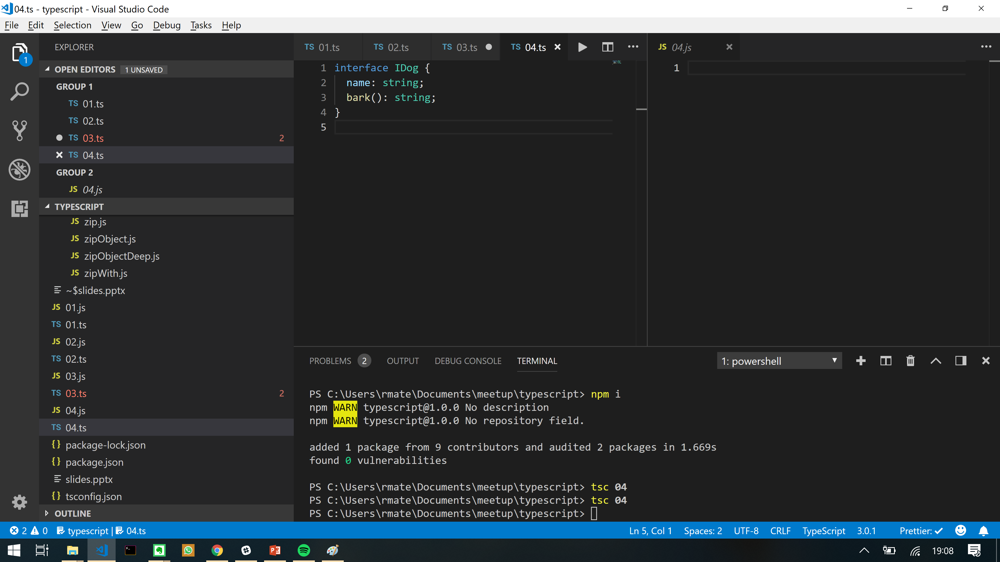 04.ts - typescript - Visual Studio Code
File Edit Selection View Go Debug Tasks Help
1
EXPLORER
OPEN EDITORS 1 UNSAVED
GROUP 1
TS 01.ts
TS 02.ts
TS 03.ts 2
TS 04.ts
GROUP 2
JS 04.js
TYPESCRIPT
JS zip.js
JS zipObject.js
JS zipObjectDeep.js
JS zipWith.js
~$slides.pptx
JS 01.js
TS 01.ts
JS 02.js
TS 02.ts
JS 03.js
TS 03.ts 2
JS 04.js
TS 04.ts
{} package-lock.json
{} package.json
slides.pptx
{} tsconfig.json
OUTLINE
TS 01.ts TS 02.ts TS 03.ts TS 04.ts
1 interface IDog {
2 name: string;
3 bark(): string;
4 }
5
JS 04.js
1
PROBLEMS 2 OUTPUT DEBUG CONSOLE TERMINAL 1: powershell
PS C:\Users\rmate\Documents\meetup\typescript> npm i
npm WARN typescript@1.0.0 No description
npm WARN typescript@1.0.0 No repository field.
added 1 package from 9 contributors and audited 2 packages in 1.669s
found 0 vulnerabilities
PS C:\Users\rmate\Documents\meetup\typescript> tsc 04
PS C:\Users\rmate\Documents\meetup\typescript> tsc 04
PS C:\Users\rmate\Documents\meetup\typescript>
2 0 typescript | 04.ts Ln 5, Col 1 Spaces: 2 UTF-8 CRLF TypeScript 3.0.1 Prettier: ✓
19:08